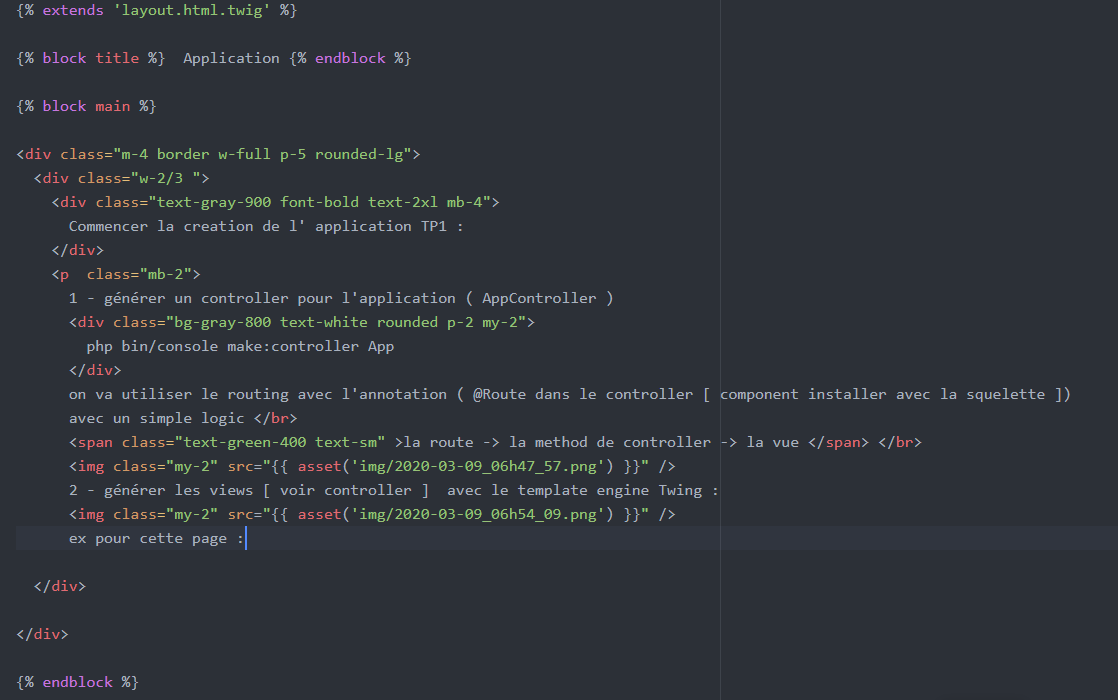 {% extends 'layout.html.twig' %}
{% block title %}  Application {% endblock %}
{% block main %}
<div class="m-4 border w-full p-5 rounded-lg">
<div class="w-2/3 ">
<div class="text-gray-900 font-bold text-2xl mb-4">
Commencer la creation de l' application TP1 :
</div>
<p  class="mb-2">
1 - générer un controller pour l'application ( AppController )
<div class="bg-gray-800 text-white rounded p-2 my-2">
php bin/console make:controller App
</div>
on va utiliser le routing avec l'annotation ( @Route dans le controller [ component installer avec la squelette ])
avec un simple logic </br>
<span class="text-green-400 text-sm" >la route -> la method de controller -> la vue </span> </br>
<img class="my-2" src="{{ asset('img/2020-03-09_06h47_57.png') }}" />
2 - générer les views [ voir controller ]  avec le template engine Twing :
<img class="my-2" src="{{ asset('img/2020-03-09_06h54_09.png') }}" />
ex pour cette page :
</div>
</div>
{% endblock %}